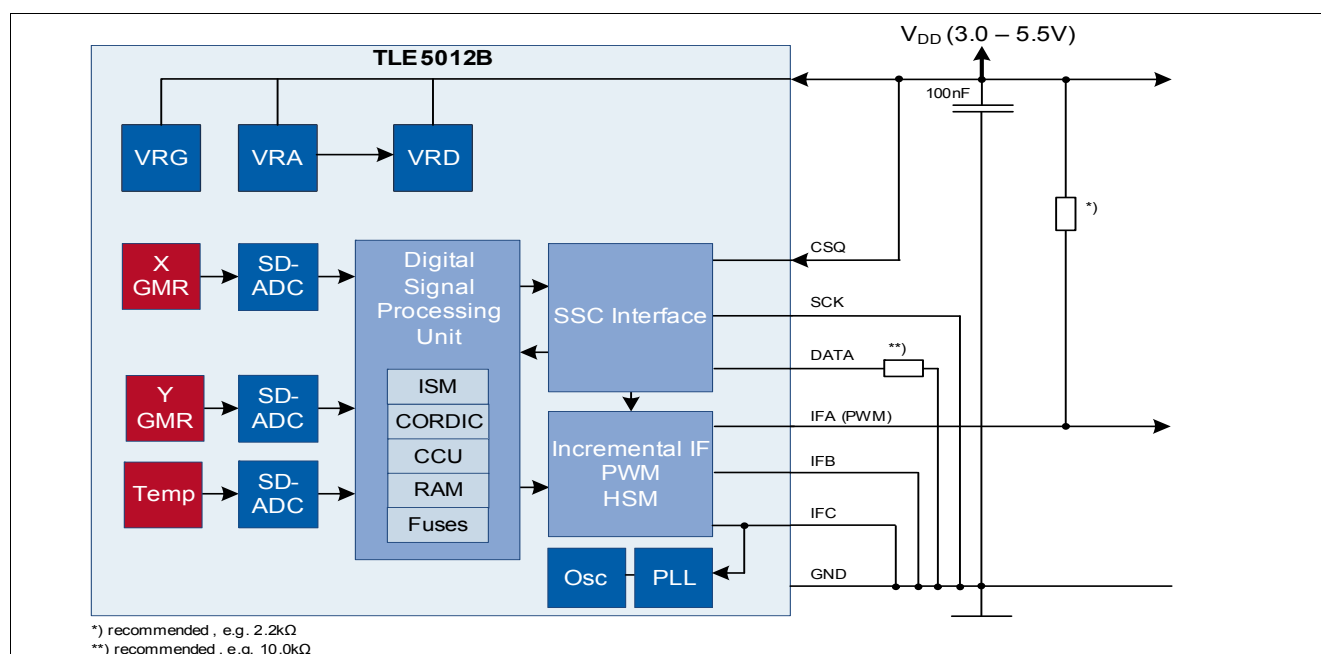 V_DD (3.0 – 5.5V)
TLE5012B
100nF
VRG
VRA
VRD
*)
CSQ
X
GMR
SD-
ADC
Digital
Signal
Processing
Unit
SSC Interface
SCK
DATA
**)
ISM
Y
GMR
SD-
ADC
CORDIC
CCU
RAM
Fuses
Incremental IF
PWM
HSM
IFA (PWM)
IFB
Temp
SD-
ADC
IFC
Osc
PLL
GND
*) recommended , e.g. 2.2kΩ
**) recommended , e.g. 10.0kΩ